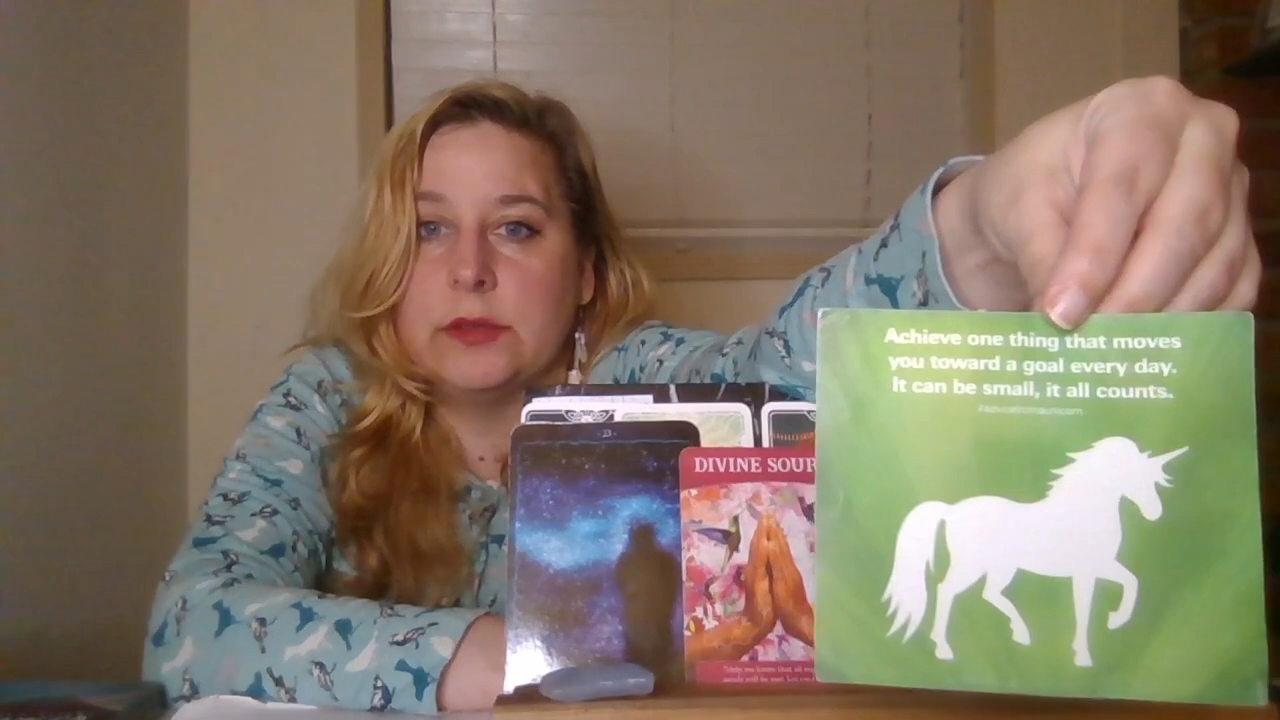 Achieve one thing that moves
you toward a goal every day.
It can be small, it all counts.
#advicefromaunicorn
DIVINE SOUR